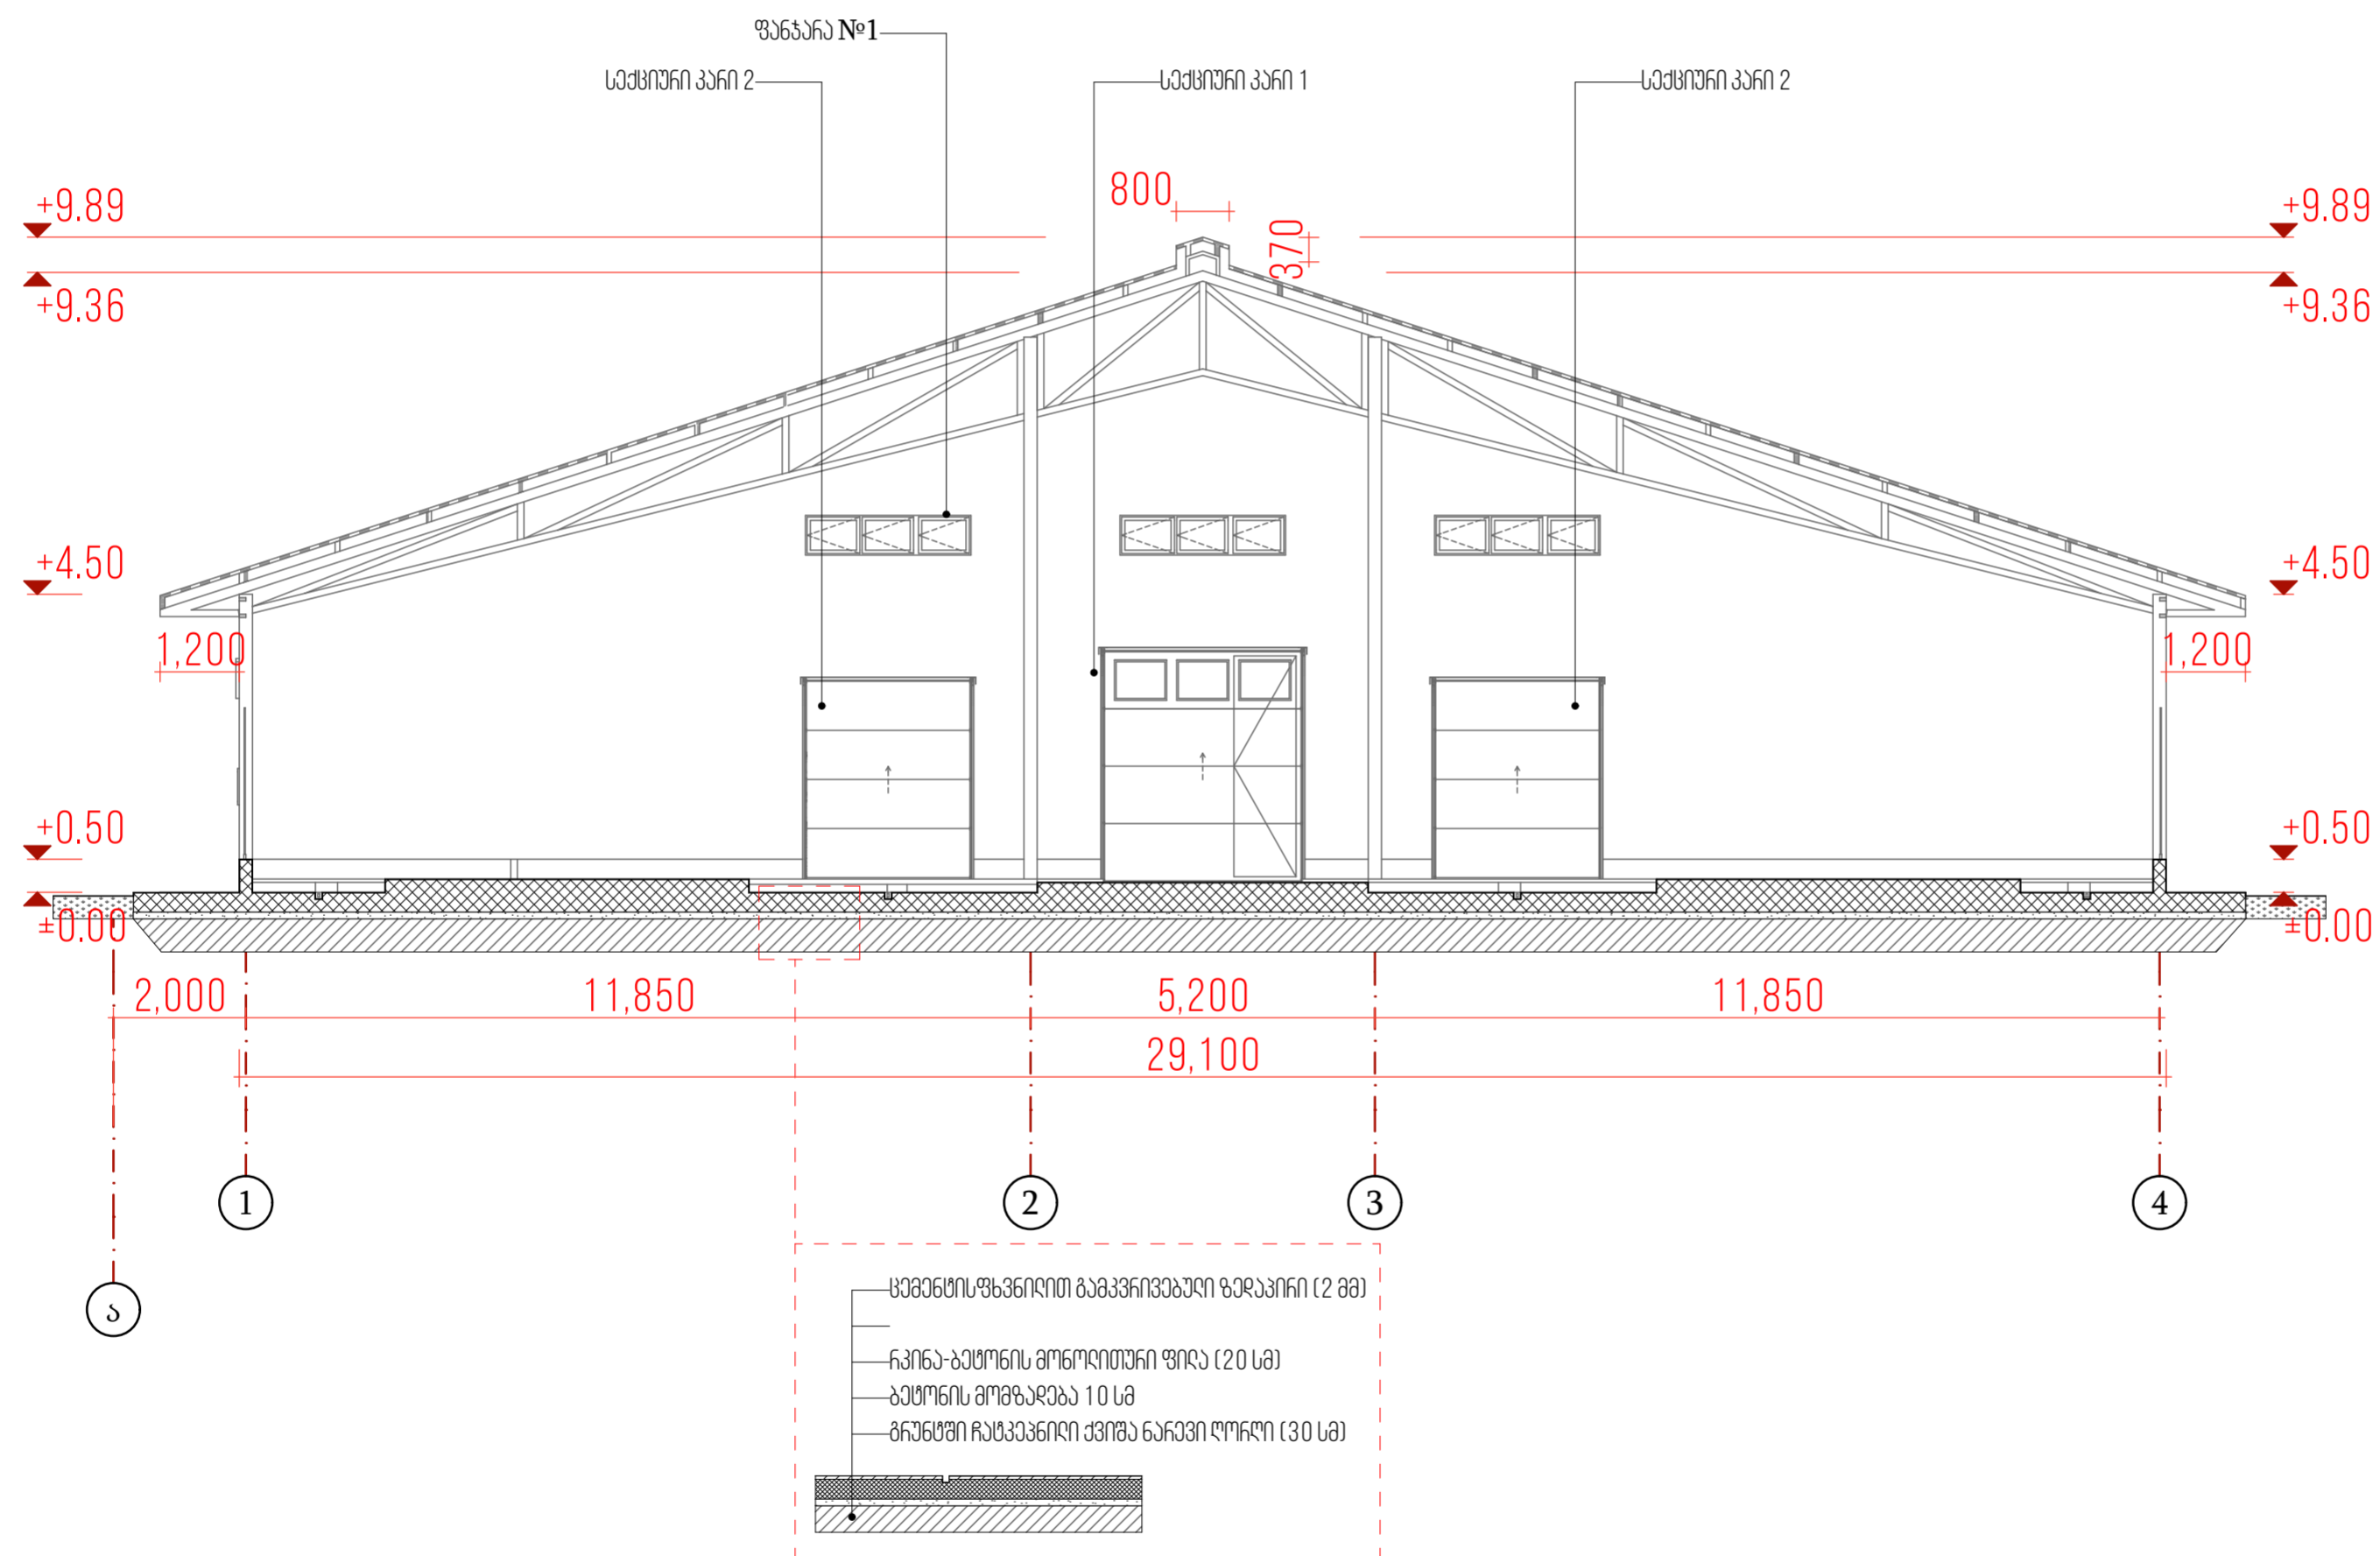 ფანჯარა №1
სექციური კარი 2
სექციური კარი 1
სექციური კარი 2
800
+9.89
+9.89
370
+9.36
+9.36
+4.50
+4.50
1,200
1,200
+0.50
+0.50
±0.00
±0.00
2,000
11,850
5,200
11,850
29,100
1
2
3
4
ა
ცემენტისფხვნილით გამკვრივებული ზედაპირი (2 მმ)
რკინა-ბეტონის მონოლითური ფილა (20 სმ)
ბეტონის მომზადება 10 სმ
გრუნტში ჩატკეპნილი ქვიშა ნარევი ღორღი (30 სმ)